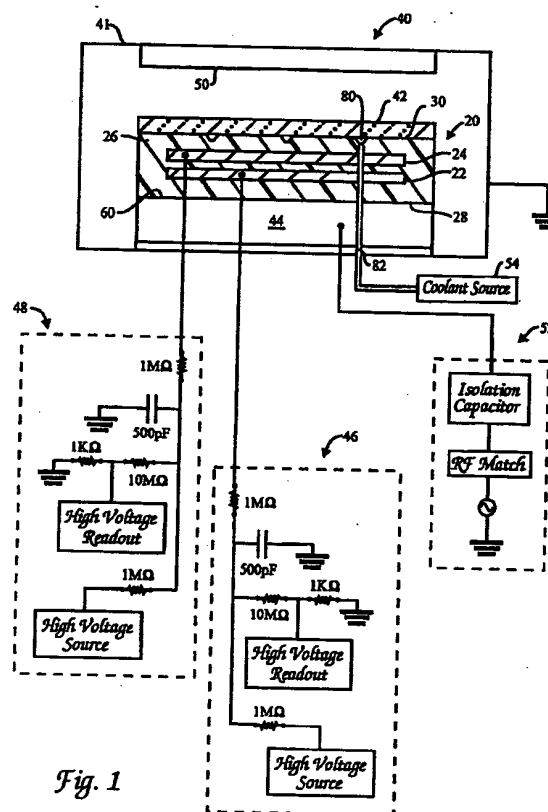 41
40
50
80
42
30
20
26
24
22
60
44
28
82
54
Coolant Source
48
1MΩ
500pF
1KΩ
10MΩ
High Voltage
Readout
1MΩ
High Voltage
Source
46
1MΩ
500pF
10MΩ
1KΩ
High Voltage
Readout
1MΩ
High Voltage
Source
Isolation
Capacitor
RF Match
Fig. 1